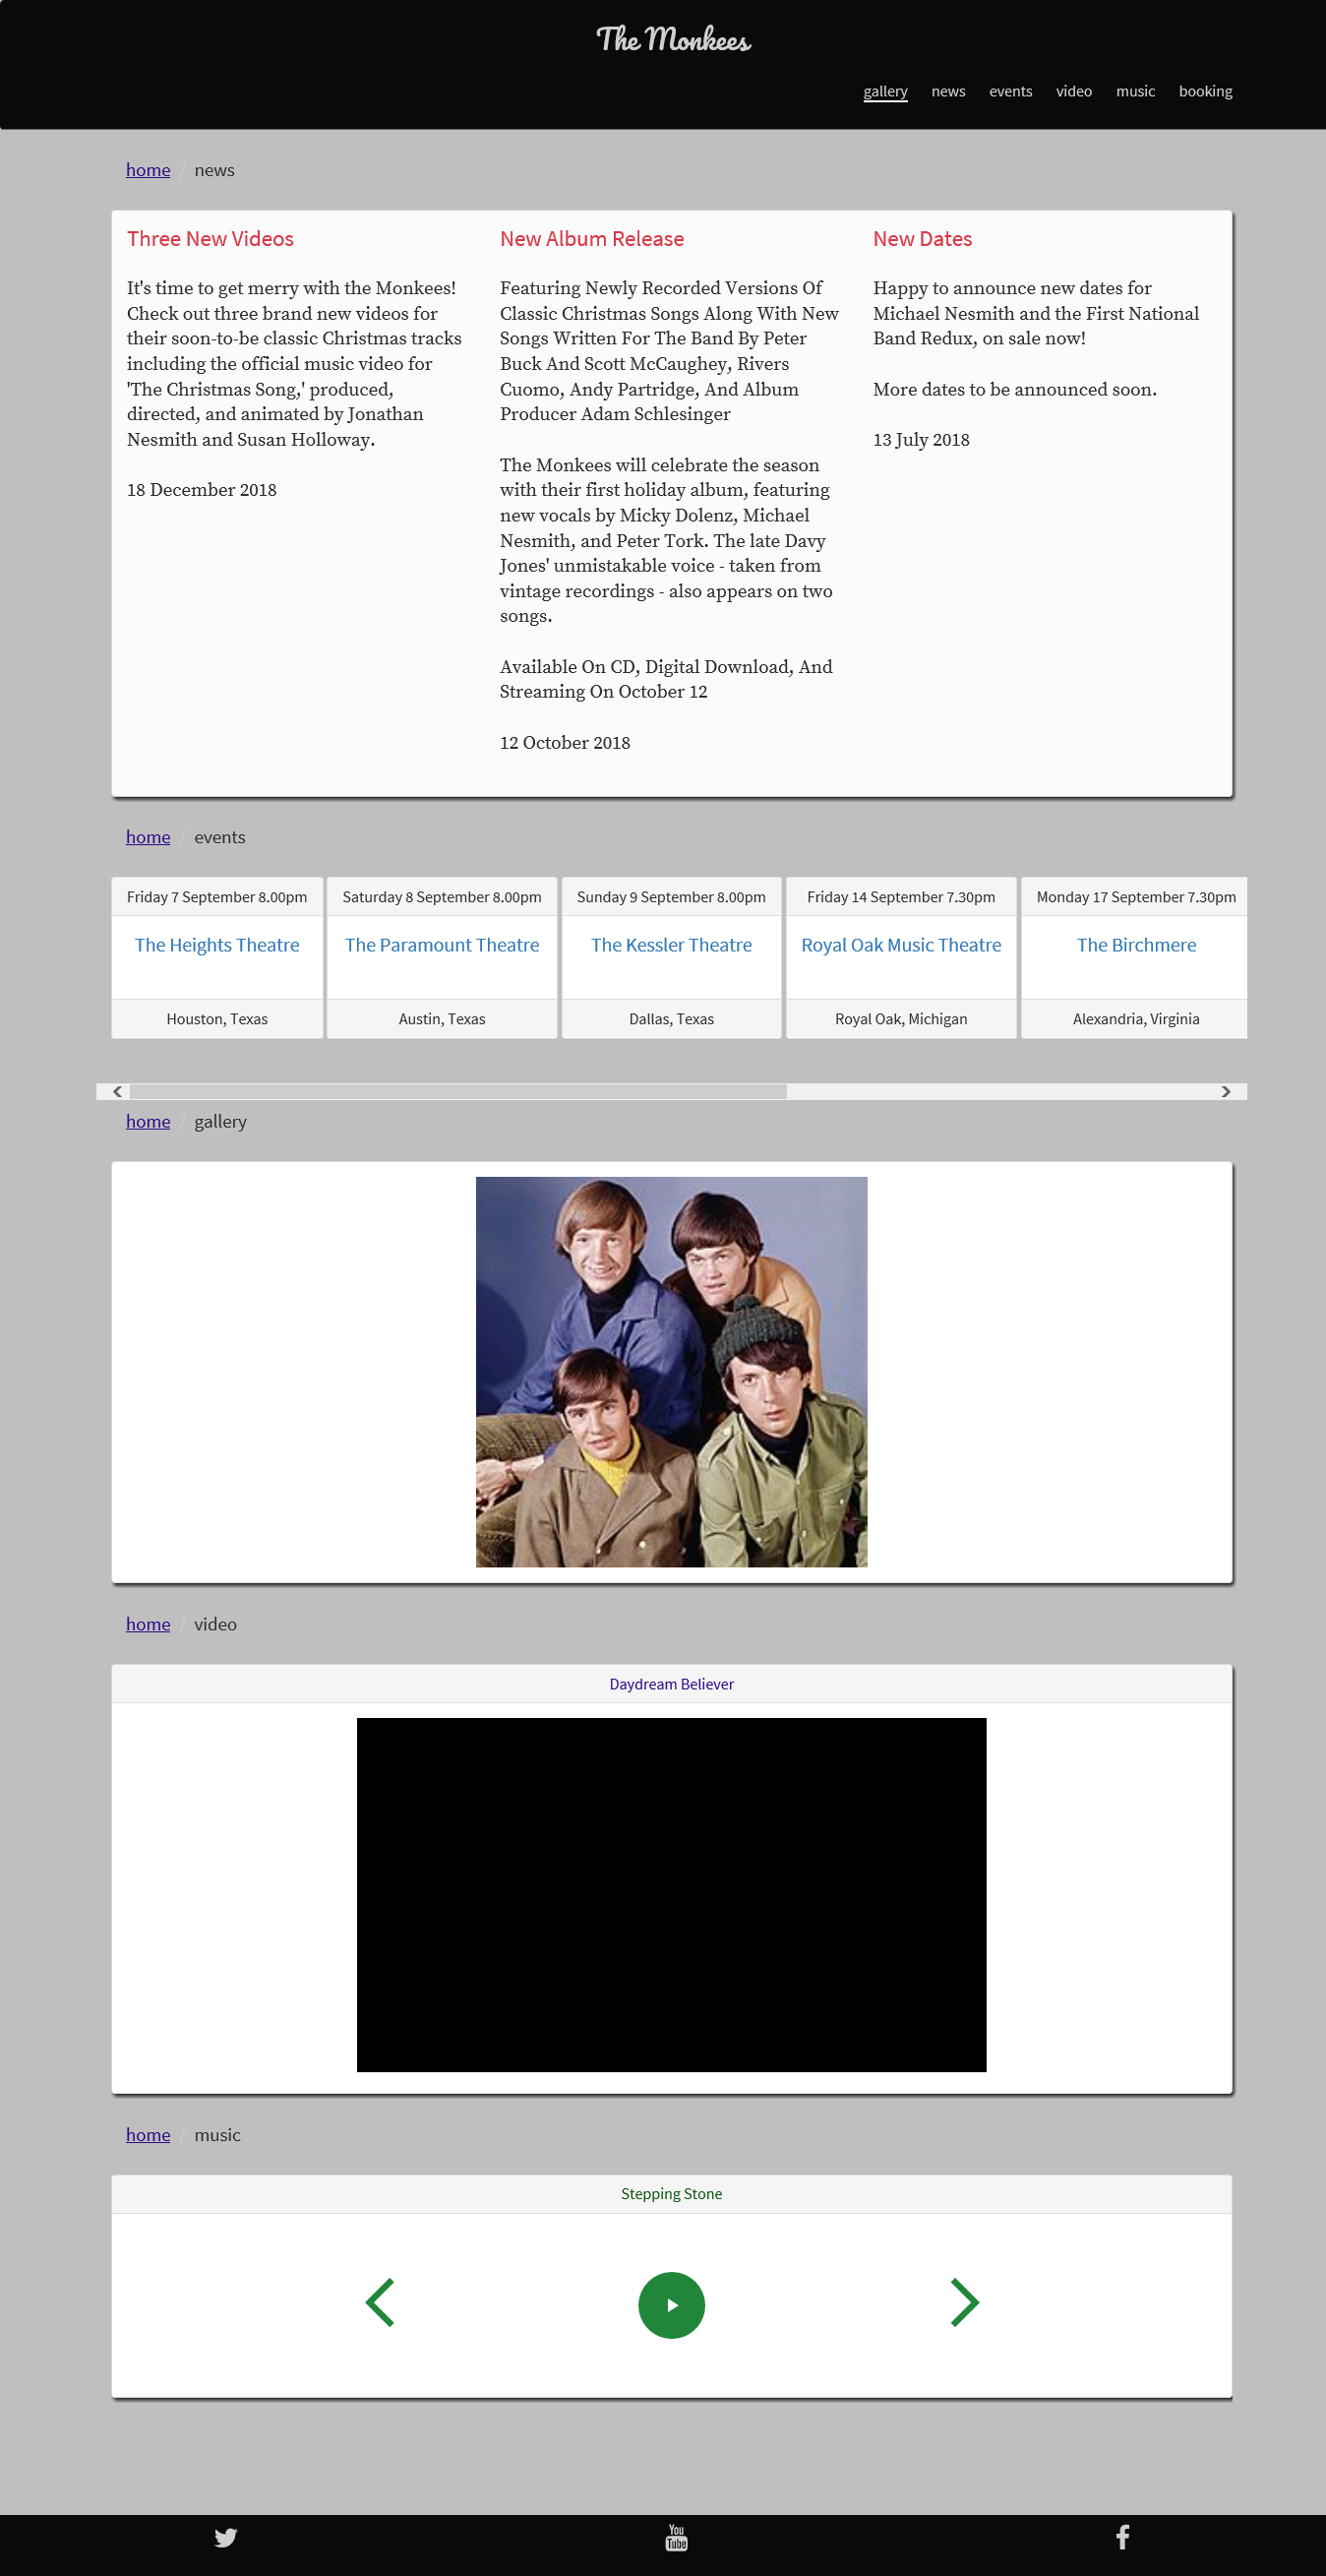 The Monkees
gallery news events video music booking
home / news
Three New Videos
It's time to get merry with the Monkees!
Check out three brand new videos for
their soon-to-be classic Christmas tracks
including the official music video for
'The Christmas Song,' produced,
directed, and animated by Jonathan
Nesmith and Susan Holloway.
18 December 2018
New Album Release
Featuring Newly Recorded Versions Of
Classic Christmas Songs Along With New
Songs Written For The Band By Peter
Buck And Scott McCaughey, Rivers
Cuomo, Andy Partridge, And Album
Producer Adam Schlesinger
The Monkees will celebrate the season
with their first holiday album, featuring
new vocals by Micky Dolenz, Michael
Nesmith, and Peter Tork. The late Davy
Jones' unmistakable voice - taken from
vintage recordings - also appears on two
songs.
Available On CD, Digital Download, And
Streaming On October 12
12 October 2018
New Dates
Happy to announce new dates for
Michael Nesmith and the First National
Band Redux, on sale now!
More dates to be announced soon.
13 July 2018
home / events
Friday 7 September 8.00pm
The Heights Theatre
Houston, Texas
Saturday 8 September 8.00pm
The Paramount Theatre
Austin, Texas
Sunday 9 September 8.00pm
The Kessler Theatre
Dallas, Texas
Friday 14 September 7.30pm
Royal Oak Music Theatre
Royal Oak, Michigan
Monday 17 September 7.30pm
The Birchmere
Alexandria, Virginia
home / gallery
home / video
Daydream Believer
home / music
Stepping Stone
You
Tube